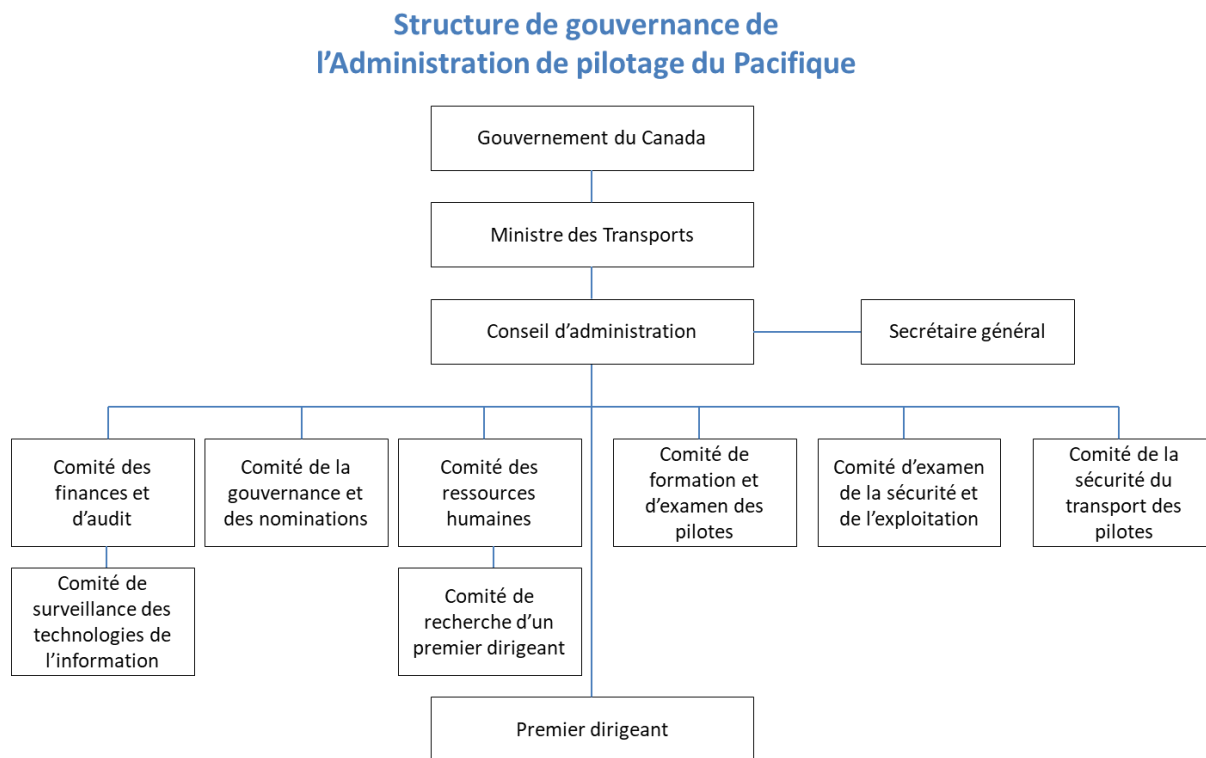 Structure de gouvernance de
l’Administration de pilotage du Pacifique
Gouvernement du Canada
Ministre des Transports
Conseil d’administration
Secrétaire général
Comité des
finances et
d’audit
Comité de la
gouvernance et
des nominations
Comité des
ressources
humaines
Comité de
formation et
d’examen des
pilotes
Comité d’examen
de la sécurité et
de l’exploitation
Comité de la
sécurité du
transport des
pilotes
Comité de
surveillance des
technologies de
l’information
Comité de
recherche d’un
premier dirigeant
Premier dirigeant